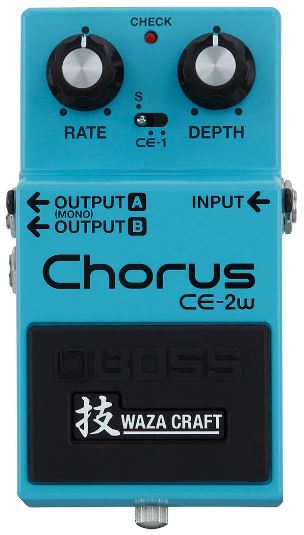 CHECK
S
RATE
DEPTH
CE-1
OUTPUT A
(MONO)
INPUT
OUTPUT B
Chorus
CE-2w
BOSS
技 WAZA CRAFT